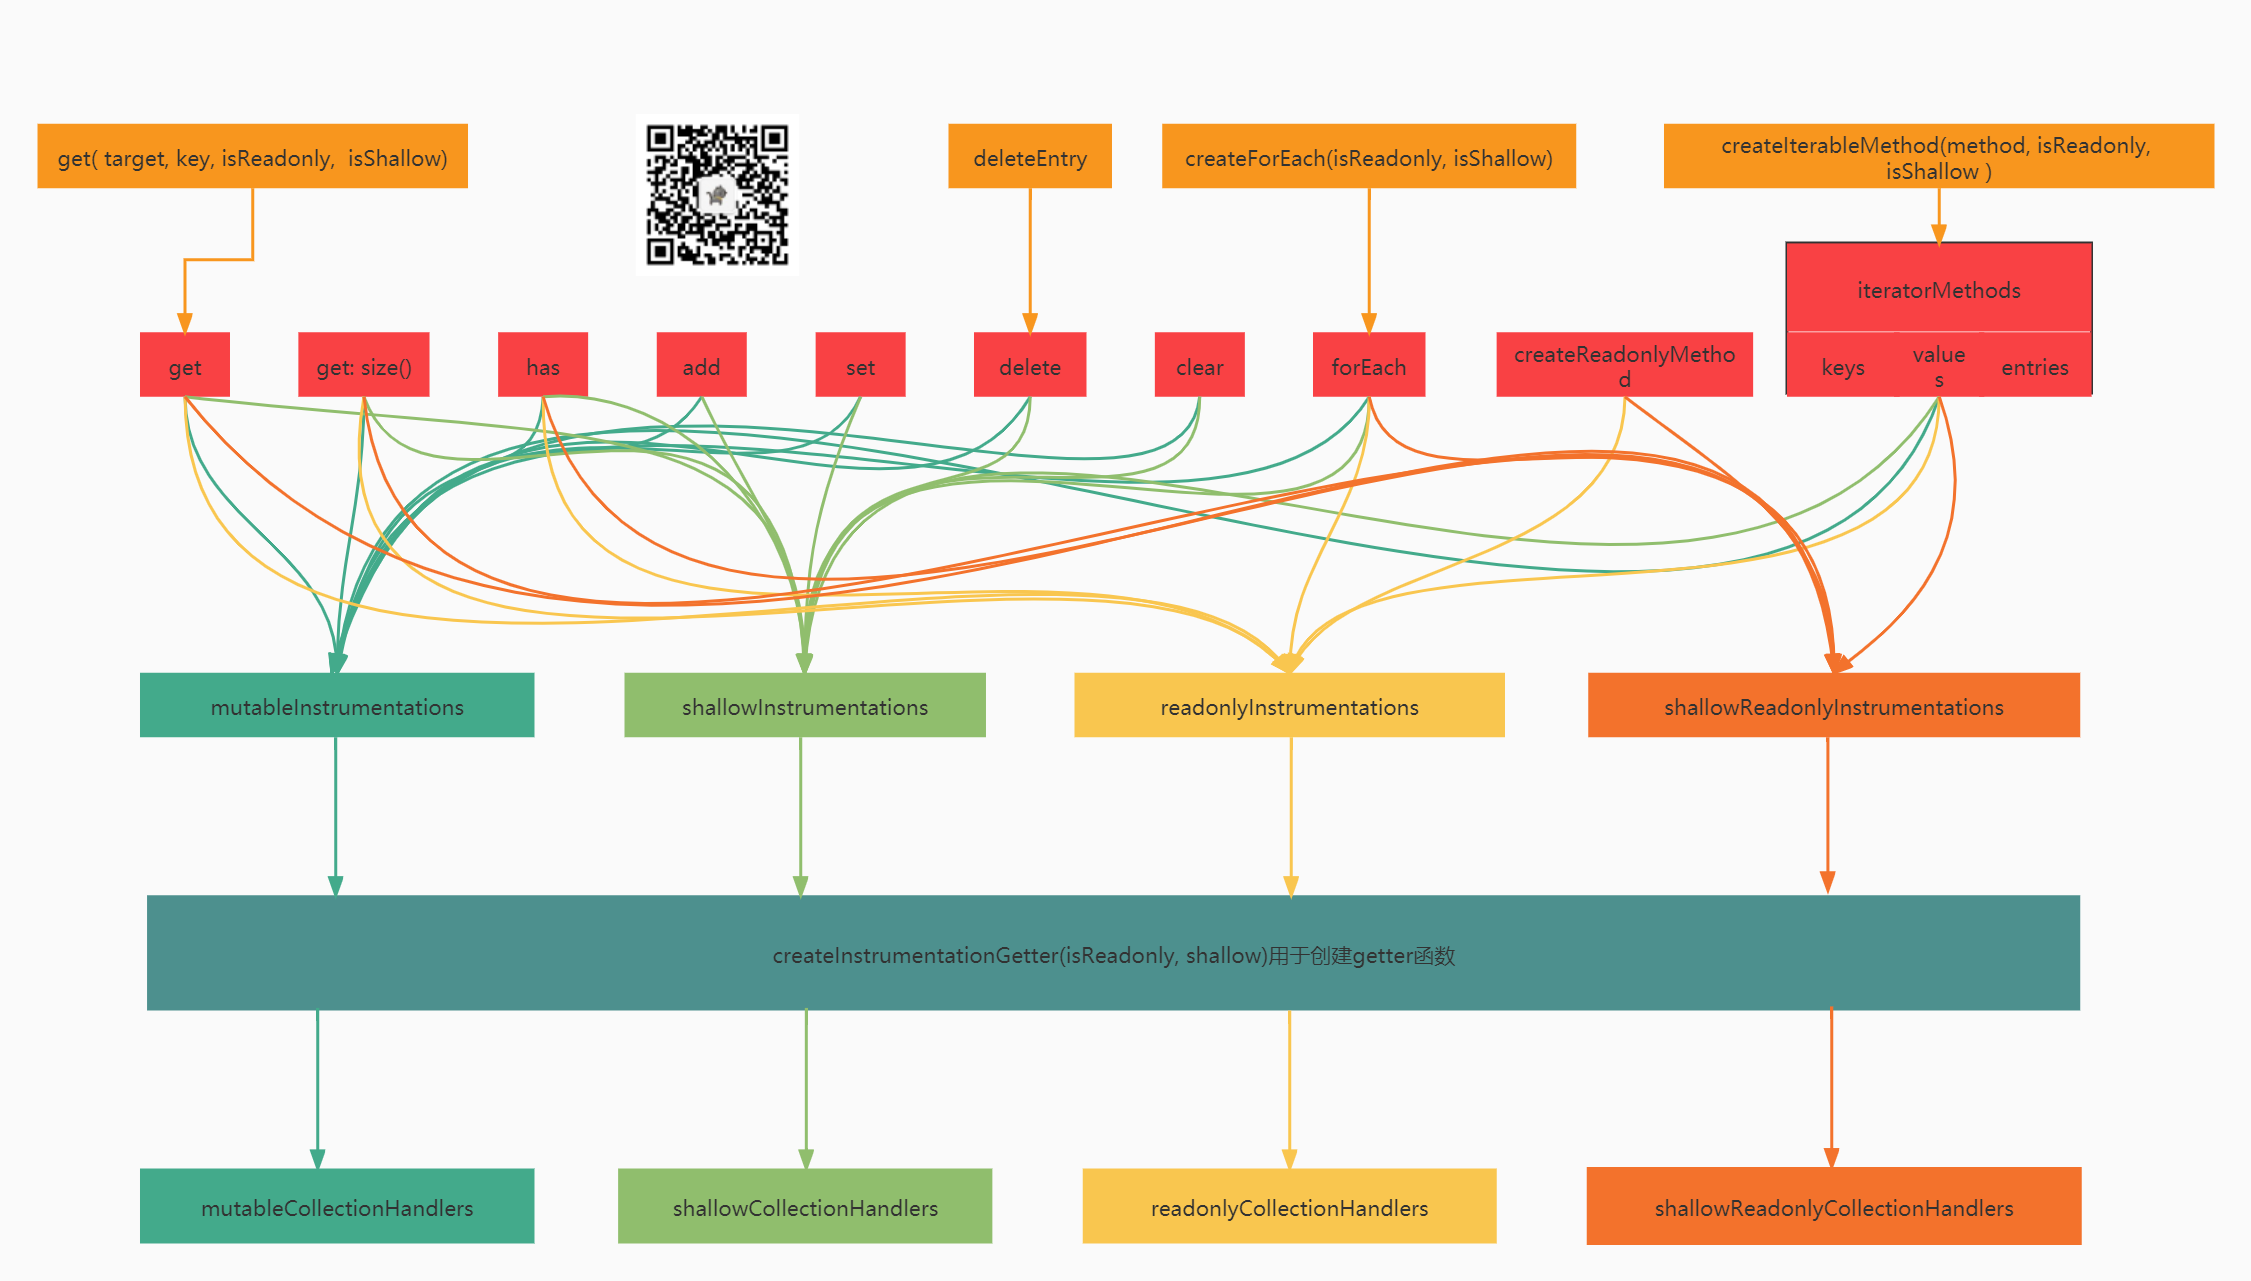 get( target, key, isReadonly,  isShallow)
deleteEntry
createForEach(isReadonly, isShallow)
createIterableMethod(method, isReadonly,
isShallow )
iteratorMethods
get
get: size()
has
add
set
delete
clear
forEach
createReadonlyMetho
d
keys
value
s
entries
mutableInstrumentations
shallowInstrumentations
readonlyInstrumentations
shallowReadonlyInstrumentations
createInstrumentationGetter(isReadonly, shallow)用于创建getter函数
mutableCollectionHandlers
shallowCollectionHandlers
readonlyCollectionHandlers
shallowReadonlyCollectionHandlers